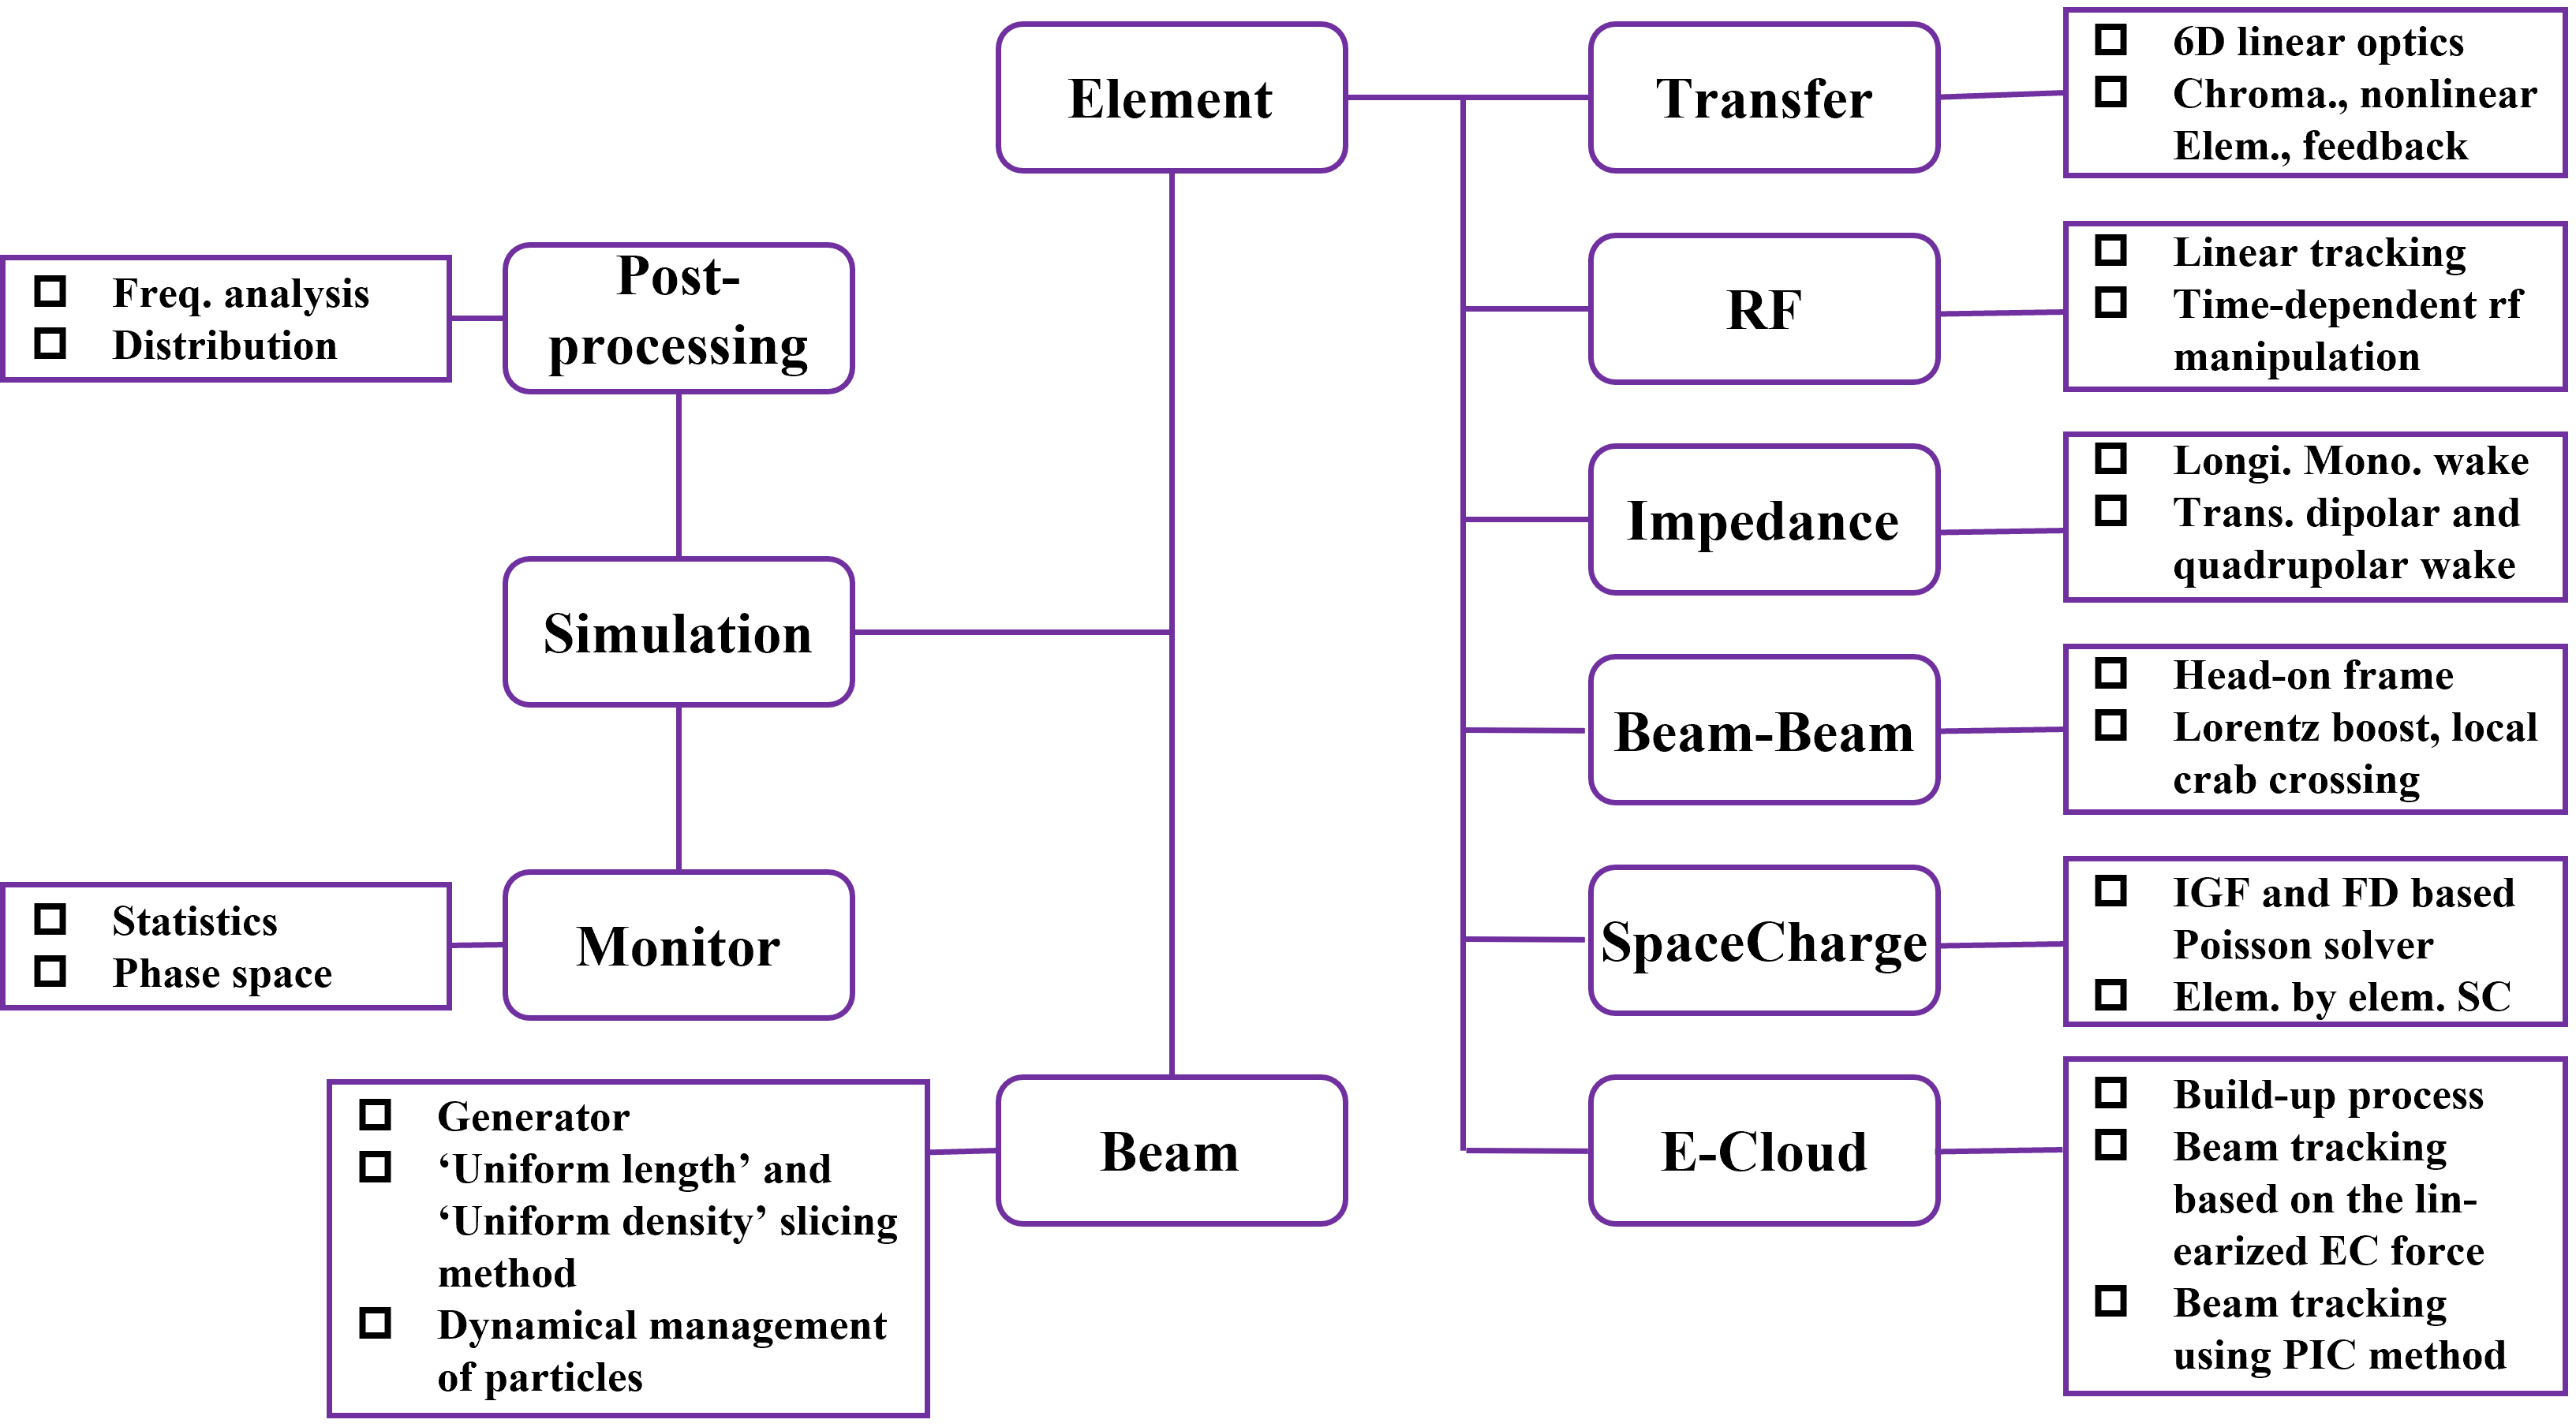 Element
Transfer
6D linear optics
Chroma., nonlinear
Elem., feedback
Post-
processing
Freq. analysis
Distribution
RF
Linear tracking
Time-dependent rf
manipulation
Impedance
Longi. Mono. wake
Trans. dipolar and
quadrupolar wake
Simulation
Beam-Beam
Head-on frame
Lorentz boost, local
crab crossing
Monitor
Statistics
Phase space
SpaceCharge
IGF and FD based
Poisson solver
Elem. by elem. SC
Beam
Generator
‘Uniform length’ and
‘Uniform density’ slicing
method
Dynamical management
of particles
E-Cloud
Build-up process
Beam tracking
based on the lin-
earized EC force
Beam tracking
using PIC method